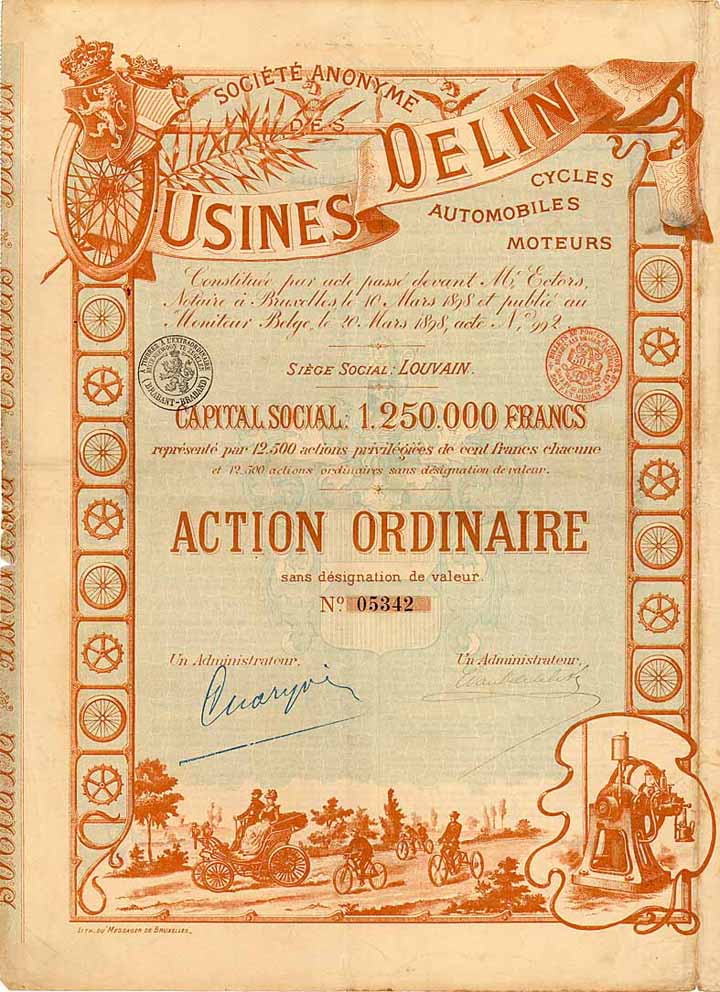 SOCIÉTÉ ANONYME
DES
USINES DELIN
CYCLES
AUTOMOBILES
MOTEURS
Constituée par acte passé devant Mᵉ Ectors,
Notaire à Bruxelles, le 10 Mars 1898 et publié au
Moniteur Belge, le 20 Mars 1898, acte Nº 992
SIÈGE SOCIAL: LOUVAIN.
CAPITAL SOCIAL: 1.250.000 FRANCS
représenté par 12.500 actions privilégiées de cent francs chacune
et 12.500 actions ordinaires sans désignation de valeur.
ACTION ORDINAIRE
sans désignation de valeur.
Nº 05342
Un Administrateur, Un Administrateur,
À TIMBRER À L'EXTRAORDINAIRE
(BRABANT-BRABAND)
LITH. DU MESSAGER DE BRUXELLES.